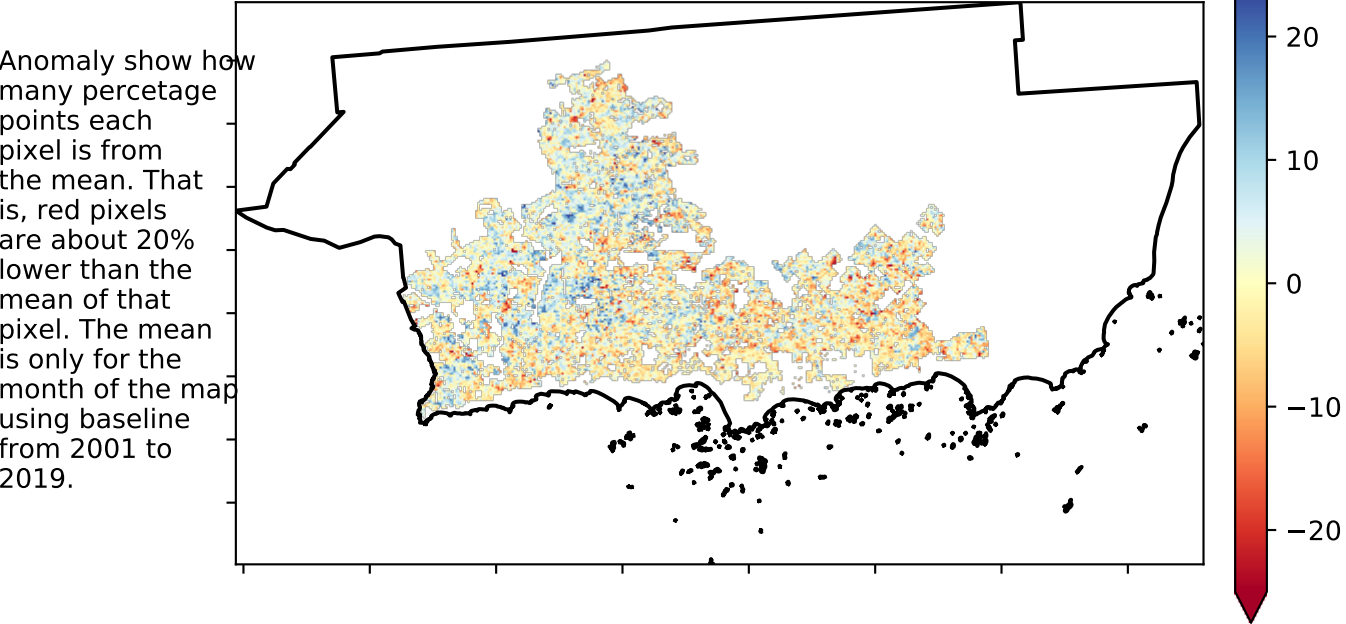 Anomaly show how
many percetage
points each
pixel is from
the mean. That
is, red pixels
are about 20%
lower than the
mean of that
pixel. The mean
is only for the
month of the map
using baseline
from 2001 to
2019.
20
10
0
−10
−20